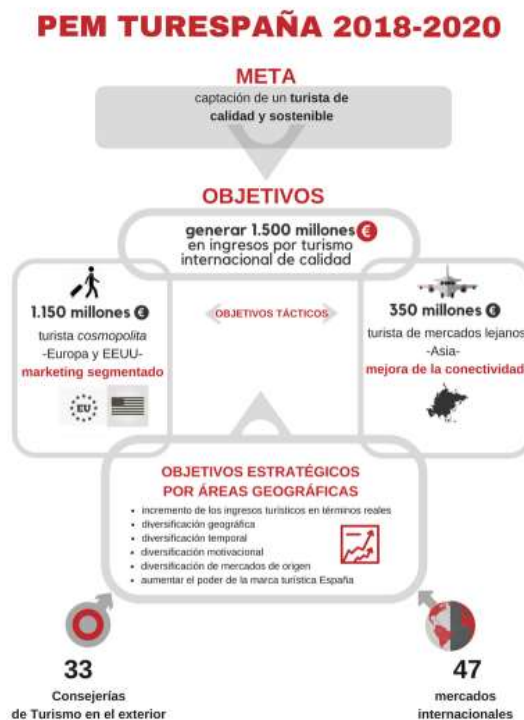 PEM TURESPAÑA 2018-2020
META
captación de un turista de
calidad y sostenible
OBJETIVOS
generar 1.500 millones €
en ingresos por turismo
internacional de calidad
1.150 millones €
turista cosmopolita
-Europa y EEUU-
marketing segmentado
EU
OBJETIVOS TÁCTICOS
350 millones €
turista de mercados lejanos
-Asia-
mejora de la conectividad
OBJETIVOS ESTRATÉGICOS
POR ÁREAS GEOGRÁFICAS
• incremento de los ingresos turísticos en términos reales
• diversificación geográfica
• diversificación temporal
• diversificación motivacional
• diversificación de mercados de origen
• aumentar el poder de la marca turística España
33
Consejerías
de Turismo en el exterior
47
mercados
internacionales